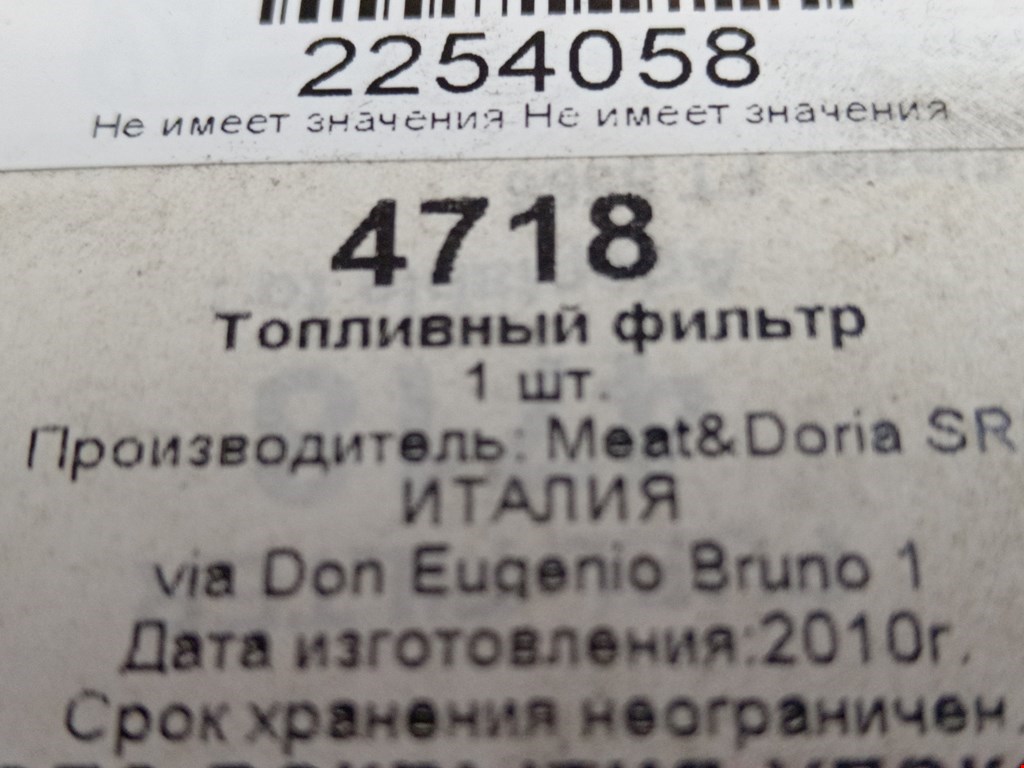 2254058
Не имеет значения Не имеет значения
4718
Топливный фильтр
1 шт.
Производитель: Meat&Doria SR
ИТАЛИЯ
via Don Eugenio Bruno 1
Дата изготовления:2010г.
Срок хранения неограничен.